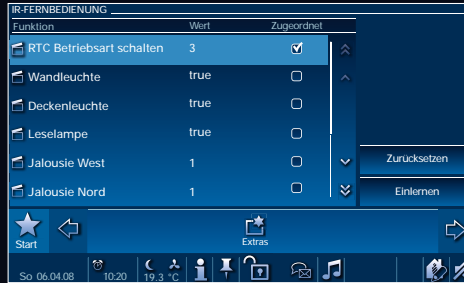 IR-FERNBEDIENUNG
Funktion Wert Zugeordnet
RTC Betriebsart schalten 3
Wandleuchte true
Deckenleuchte true
Leselampe true
Jalousie West 1
Zurücksetzen
Jalousie Nord 1
Einlernen
Start
Extras
So 06.04.08 10:20 19.3 °C